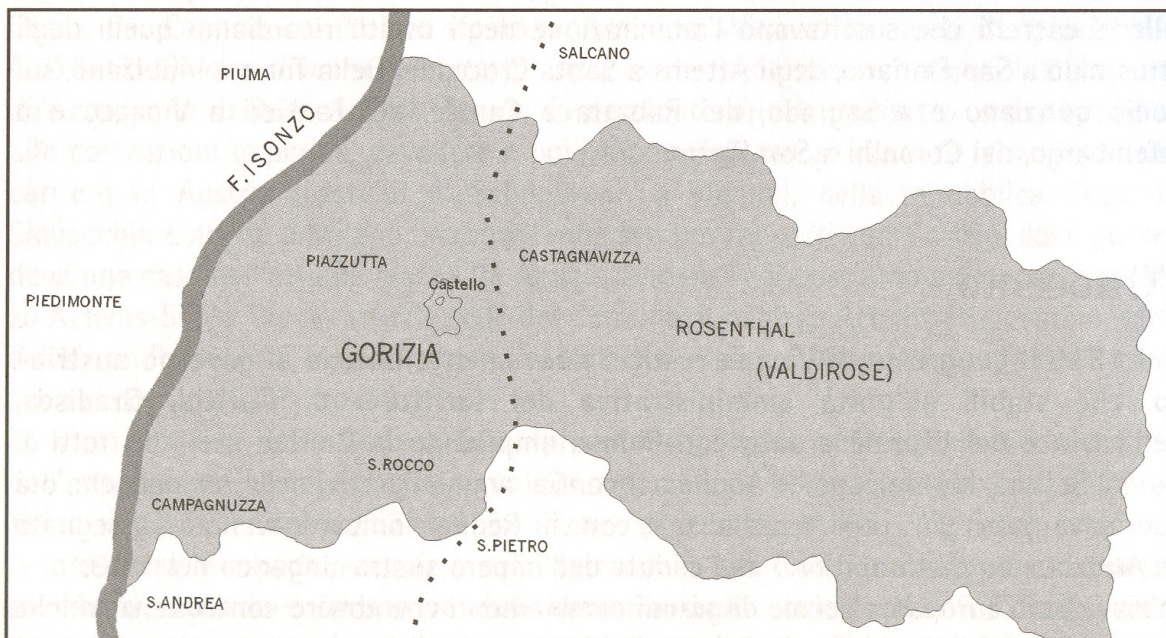 SALCANO
PIUMA
F. ISONZO
PIAZZUTTA
CASTAGNAVIZZA
Castello
PIEDIMONTE
ROSENTHAL
GORIZIA
(VALDIROSE)
S.ROCCO
CAMPAGNUZZA
S.PIETRO
S.ANDREA